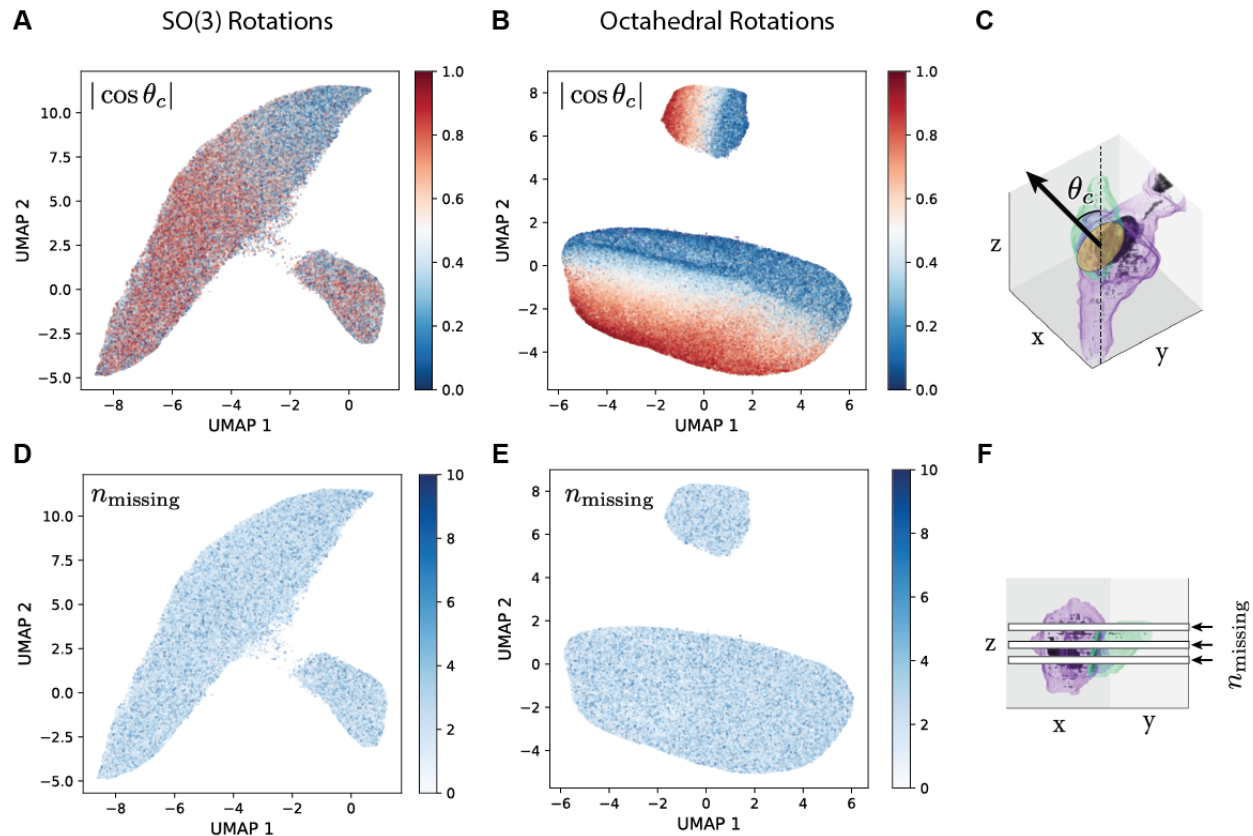 A SO(3) Rotations
B Octahedral Rotations
C
|cos θc|
10.0
7.5
5.0
2.5
0.0
−2.5
−5.0
UMAP 2
−8 −6 −4 −2 0
UMAP 1
1.0
0.8
0.6
0.4
0.2
0.0
|cos θc|
8
6
4
2
0
−2
−4
UMAP 2
−6 −4 −2 0 2 4 6
UMAP 1
1.0
0.8
0.6
0.4
0.2
0.0
θc
z
x
y
D
nmissing
10.0
7.5
5.0
2.5
0.0
−2.5
−5.0
UMAP 2
−8 −6 −4 −2 0
UMAP 1
10
8
6
4
2
0
E
nmissing
8
6
4
2
0
−2
−4
UMAP 2
−6 −4 −2 0 2 4 6
UMAP 1
10
8
6
4
2
0
F
z
x
y
nmissing